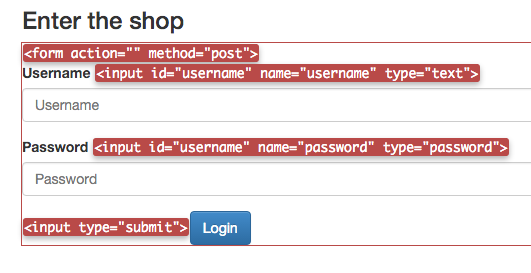 Enter the shop
<form action="" method="post">
Username <input id="username" name="username" type="text">
Username
Password <input id="username" name="password" type="password">
Password
<input type="submit"> Login